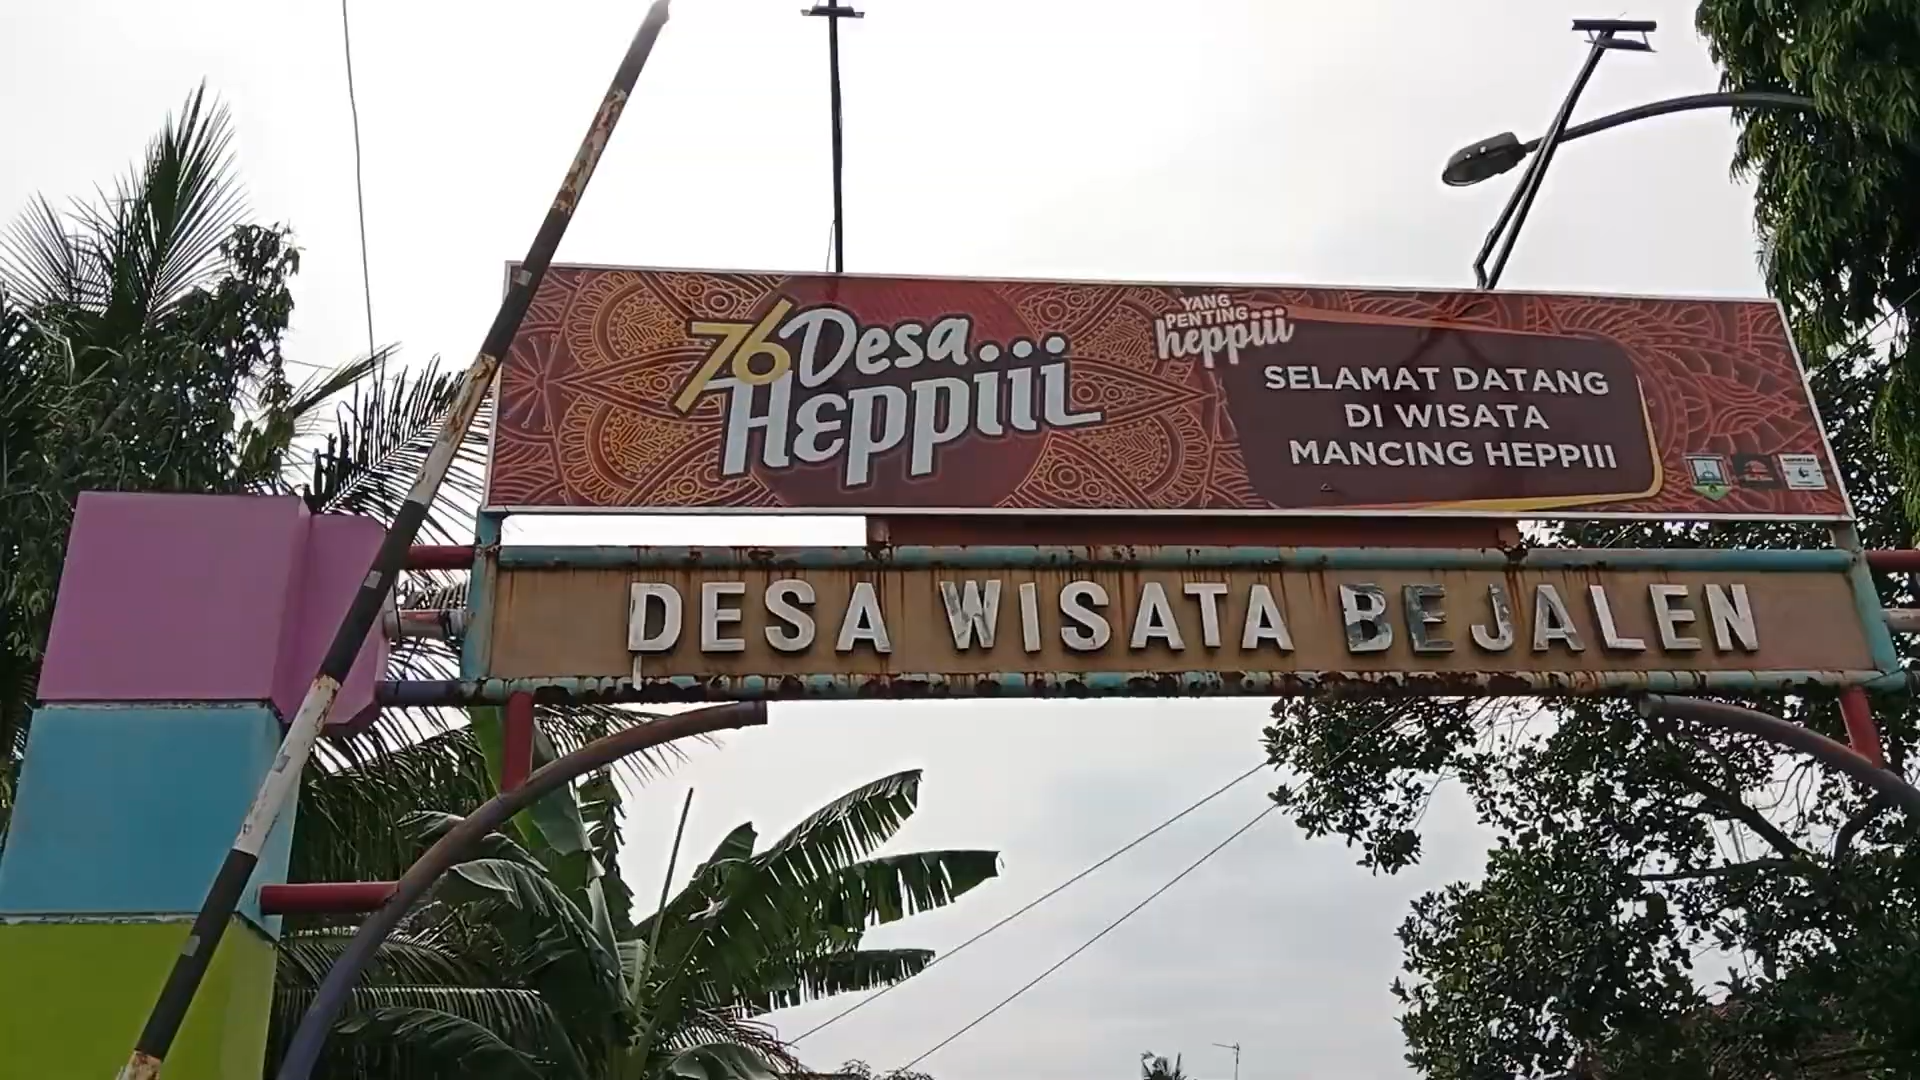 76 Desa
Heppiii
YANG
PENTING
heppiii
SELAMAT DATANG
DI WISATA
MANCING HEPPIII
DESA WISATA BEJALEN